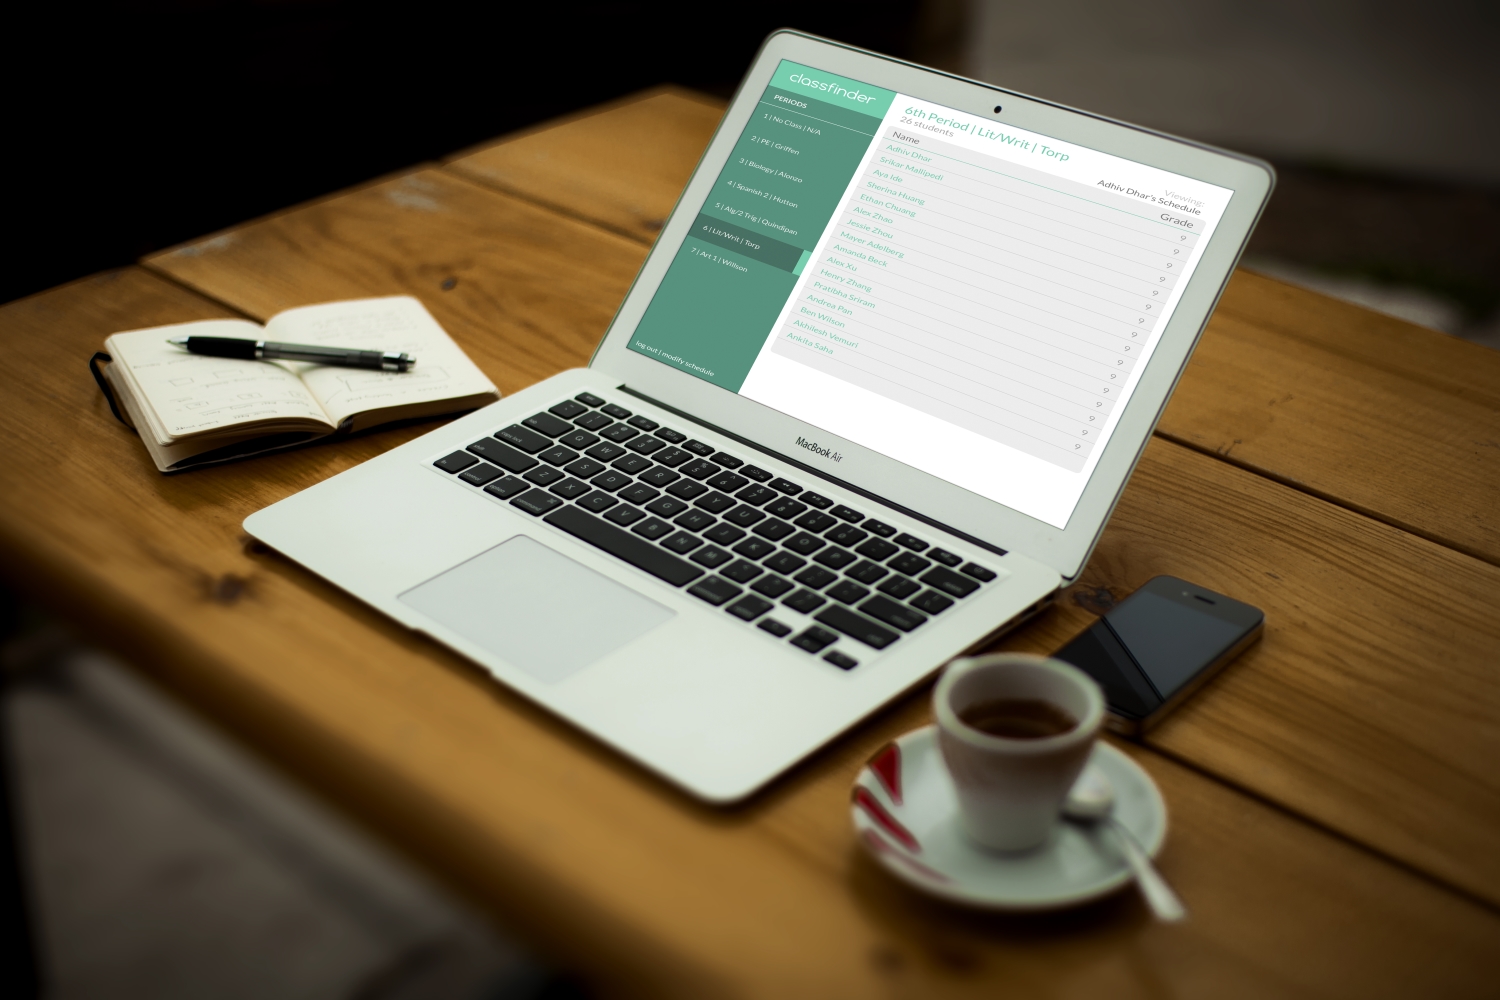 classfinder
PERIODS
1 | No Class | N/A
2 | PE | Griffen
3 | Biology | Alonzo
4 | Spanish 2 | Hutton
5 | Alg/2 Trig | Quindipan
6 | Lit/Writ | Torp
7 | Art 1 | Willson
log out | modify schedule
6th Period | Lit/Writ | Torp
26 students
Viewing:
Adhiv Dhar's Schedule
Name Grade
Adhiv Dhar 9
Srikar Mallipedi 9
Aya Ide 9
Sherina Huang 9
Ethan Chuang 9
Alex Zhao 9
Jessie Zhou 9
Mayer Adelberg 9
Amanda Beck 9
Alex Xu 9
Henry Zhang 9
Pratibha Sriram 9
Andrea Pan 9
Ben Wilson 9
Akhilesh Vemuri 9
Ankita Saha 9
MacBook Air